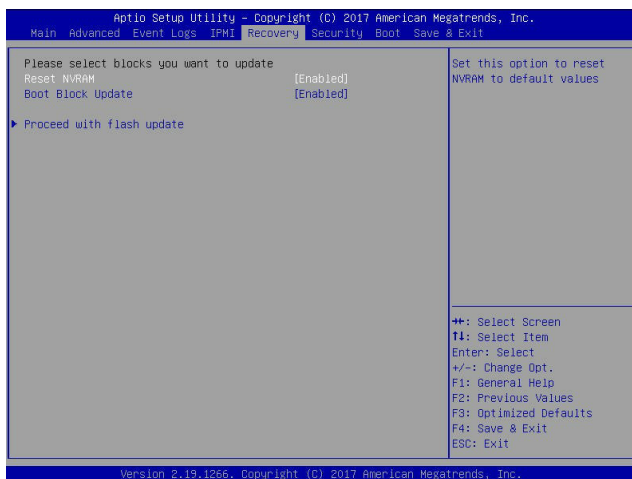 Aptio Setup Utility – Copyright (C) 2017 American Megatrends, Inc.
Main Advanced Event Logs IPMI Recovery Security Boot Save & Exit
Please select blocks you want to update
Reset NVRAM [Enabled]
Boot Block Update [Enabled]
Proceed with flash update
Set this option to reset
NVRAM to default values
→←: Select Screen
↑↓: Select Item
Enter: Select
+/-: Change Opt.
F1: General Help
F2: Previous Values
F3: Optimized Defaults
F4: Save & Exit
ESC: Exit
Version 2.19.1266. Copyright (C) 2017 American Megatrends, Inc.